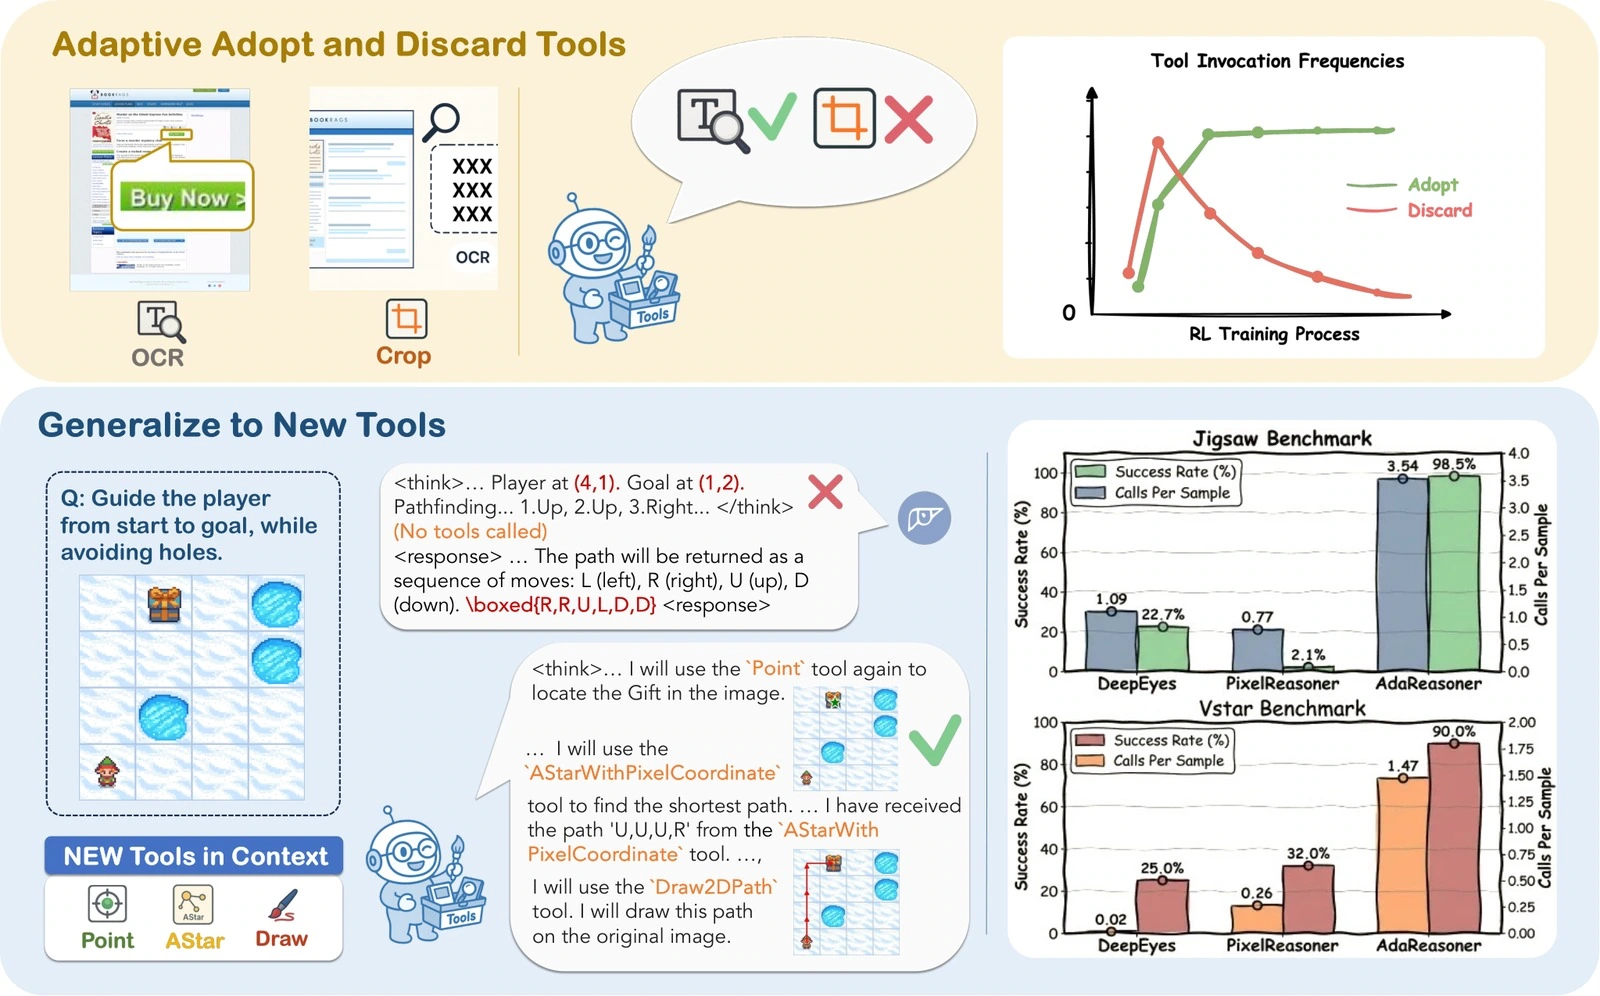 Adaptive Adopt and Discard Tools
BOOKRAGS
Buy Now >
OCR
BOOKRAGS
XXX
XXX
XXX
OCR
Crop
T
Tools
Tool Invocation Frequencies
Adopt
Discard
0
RL Training Process
Generalize to New Tools
Q: Guide the player
from start to goal, while
avoiding holes.
NEW Tools in Context
AStar
Point
AStar
Draw
<think>... Player at (4,1). Goal at (1,2).
Pathfinding... 1.Up, 2.Up, 3.Right... </think>
(No tools called)
<response> ... The path will be returned as a
sequence of moves: L (left), R (right), U (up), D
(down). \boxed{R,R,U,L,D,D} <response>
<think>... I will use the `Point` tool again to
locate the Gift in the image.
... I will use the
`AStarWithPixelCoordinate`
tool to find the shortest path. ... I have received
the path 'U,U,U,R' from the `AStarWith
PixelCoordinate` tool. ...,
I will use the `Draw2DPath`
tool. I will draw this path
on the original image.
Tools
Jigsaw Benchmark
Success Rate (%)
Calls Per Sample
Success Rate (%)
100
80
60
40
20
0
1.09
22.7%
0.77
2.1%
3.54
98.5%
4.0
3.5
3.0
2.5
2.0
1.5
1.0
0.5
0.0
Calls Per Sample
DeepEyes
PixelReasoner
AdaReasoner
Vstar Benchmark
Success Rate (%)
Calls Per Sample
Success Rate (%)
100
80
60
40
20
0
0.02
25.0%
0.26
32.0%
1.47
90.0%
2.00
1.75
1.50
1.25
1.00
0.75
0.50
0.25
0.00
Calls Per Sample
DeepEyes
PixelReasoner
AdaReasoner